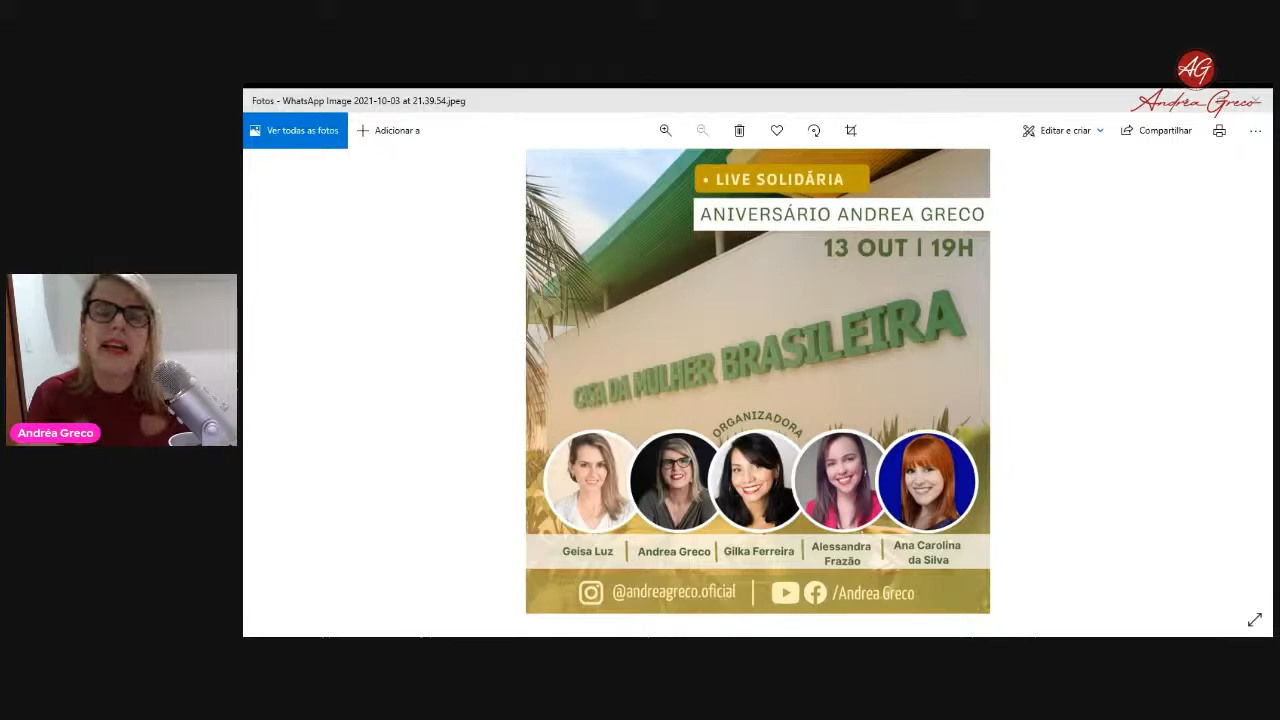 AG
Andréa Greco
Fotos - WhatsApp Image 2021-10-03 at 21.39.54.jpeg
Ver todas as fotos
Adicionar a
Editar e criar
Compartilhar
• LIVE SOLIDÁRIA
ANIVERSÁRIO ANDREA GRECO
13 OUT | 19H
CASA DA MULHER BRASILEIRA
ORGANIZADORA
Geisa Luz | Andrea Greco | Gilka Ferreira | Alessandra Frazão | Ana Carolina da Silva
@andreagreco.oficial | /Andrea Greco
Andréa Greco